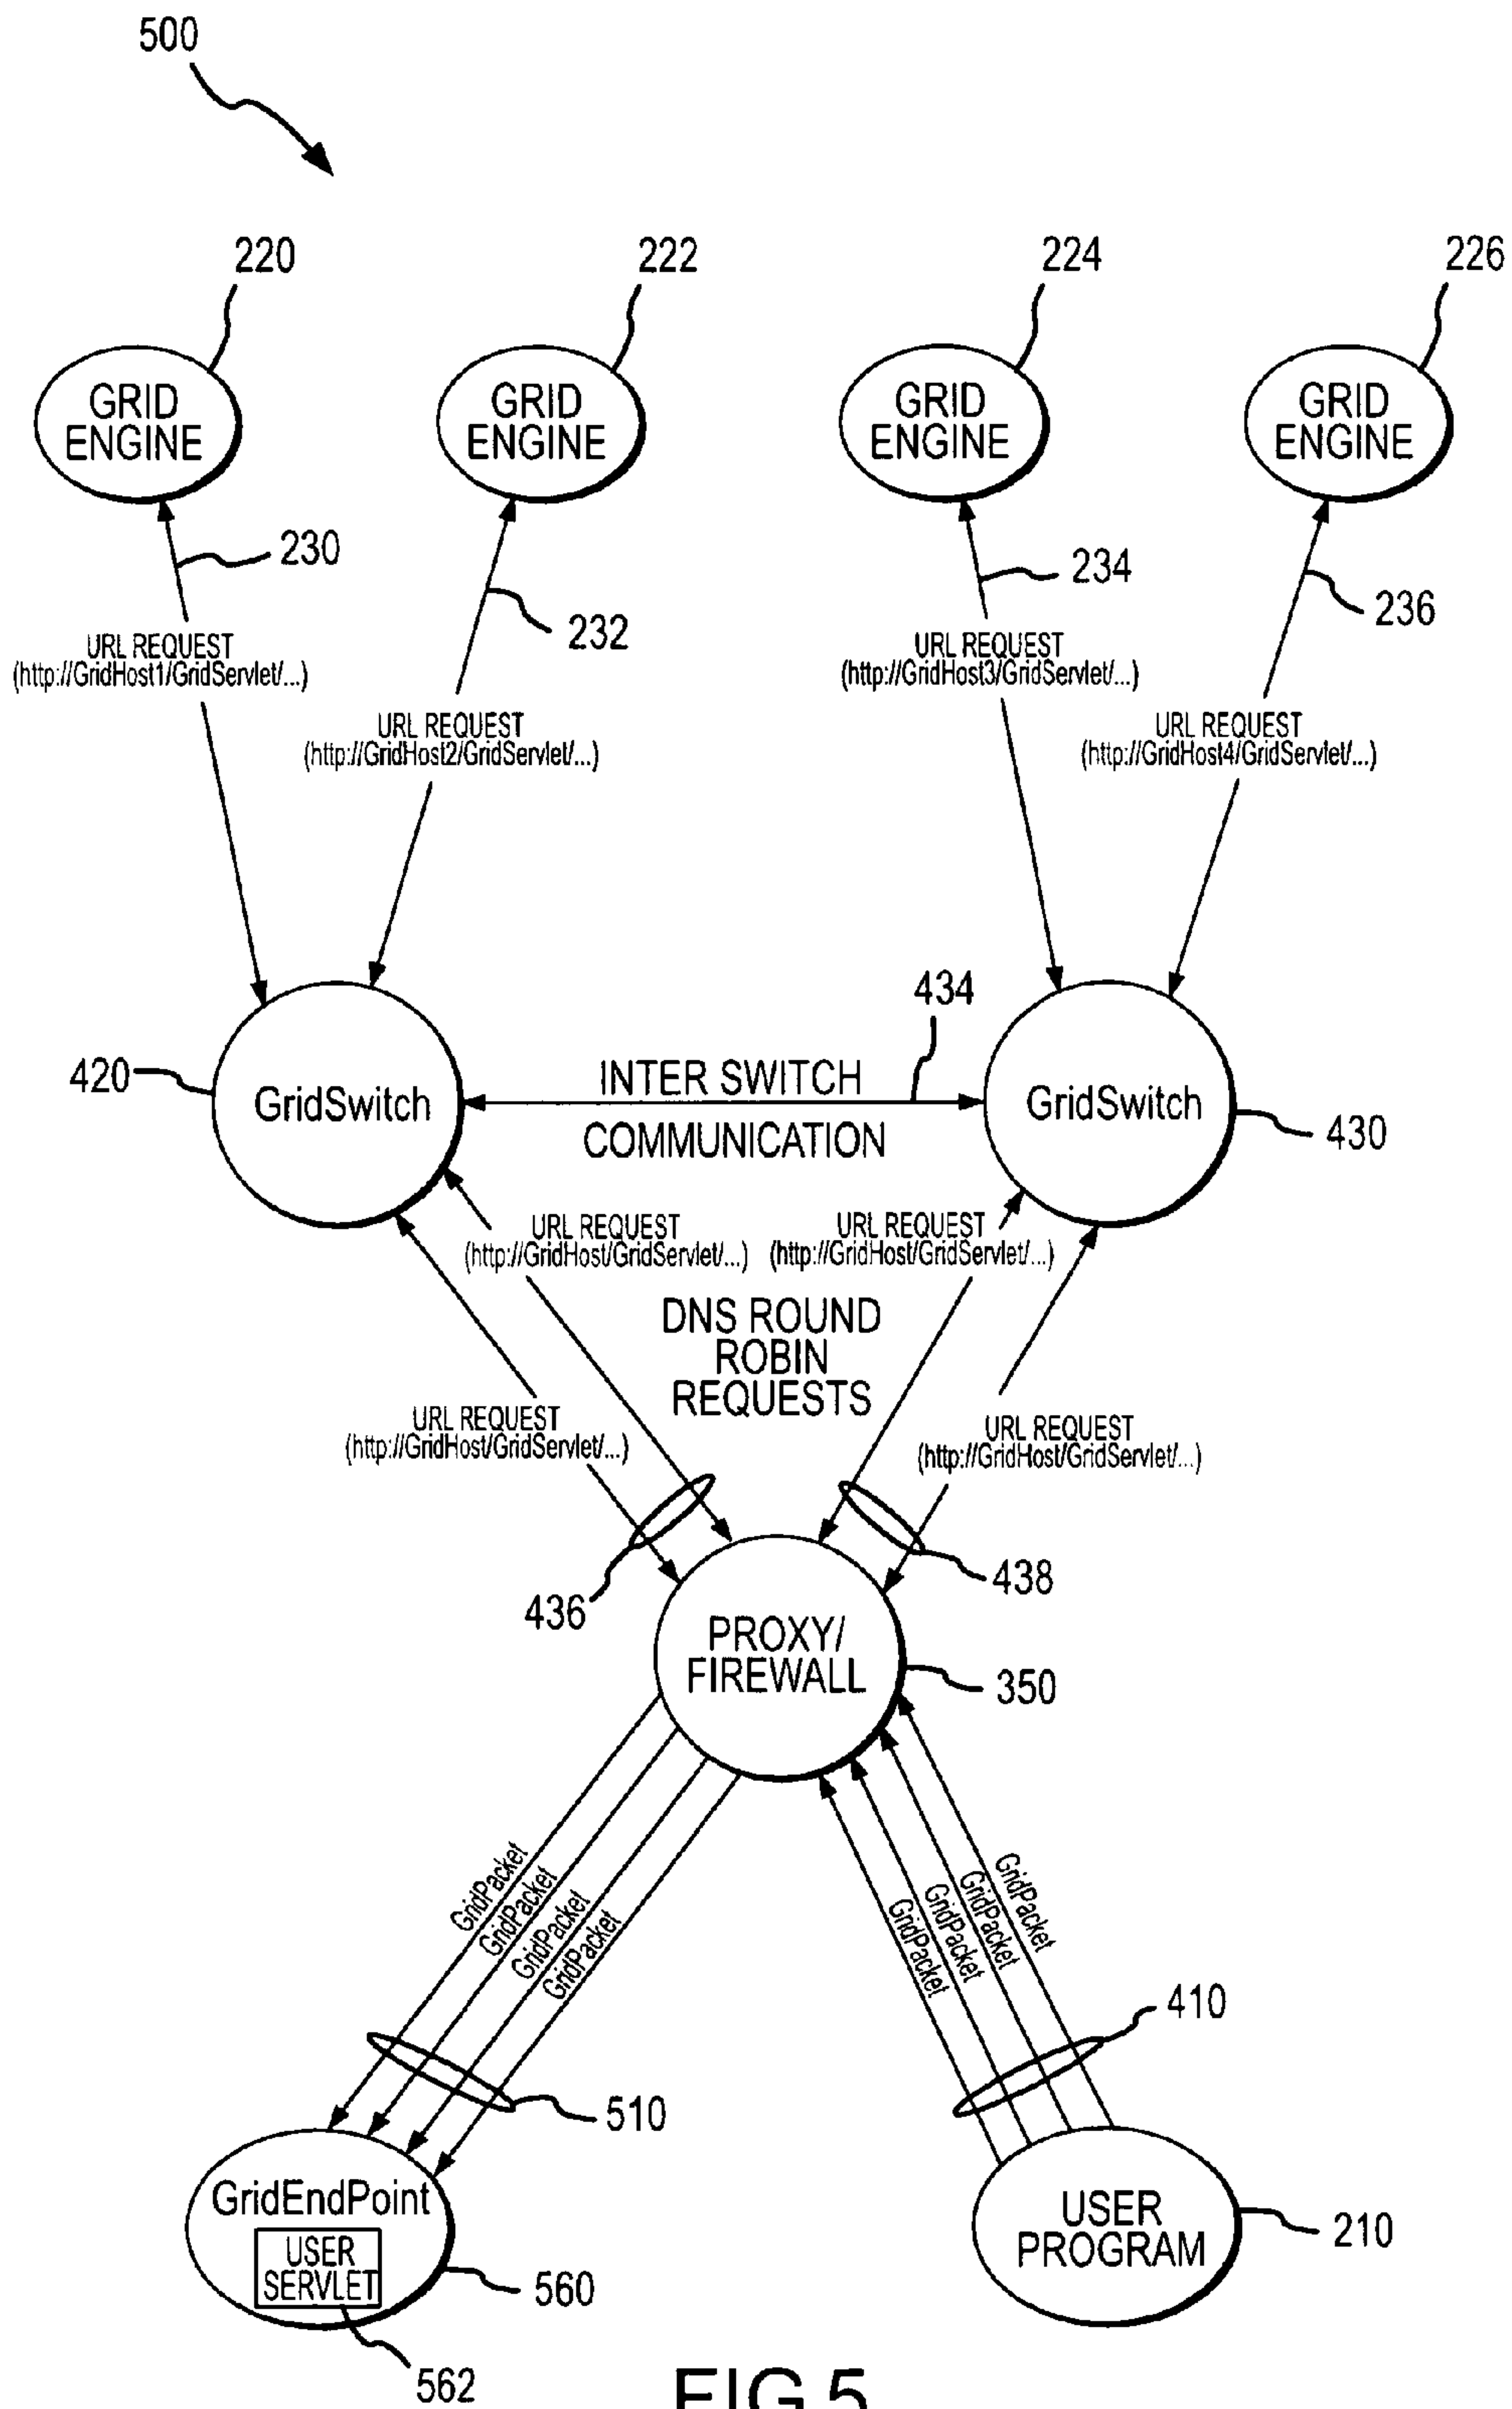 500
220
222
224
226
GRID
ENGINE
GRID
ENGINE
GRID
ENGINE
GRID
ENGINE
230
232
234
236
URL REQUEST
(http://GridHost1/GridServlet/...)
URL REQUEST
(http://GridHost2/GridServlet/...)
URL REQUEST
(http://GridHost3/GridServlet/...)
URL REQUEST
(http://GridHost4/GridServlet/...)
434
420
GridSwitch
INTER SWITCH
COMMUNICATION
GridSwitch
430
URL REQUEST
(http://GridHost/GridServlet/...)
URL REQUEST
(http://GridHost/GridServlet/...)
DNS ROUND
ROBIN
REQUESTS
URL REQUEST
(http://GridHost/GridServlet/...)
URL REQUEST
(http://GridHost/GridServlet/...)
436
438
PROXY/
FIREWALL
350
GridPacket
GridPacket
GridPacket
GridPacket
GridPacket
GridPacket
GridPacket
GridPacket
410
510
GridEndPoint
USER
SERVLET
560
562
USER
PROGRAM
210
FIG.5